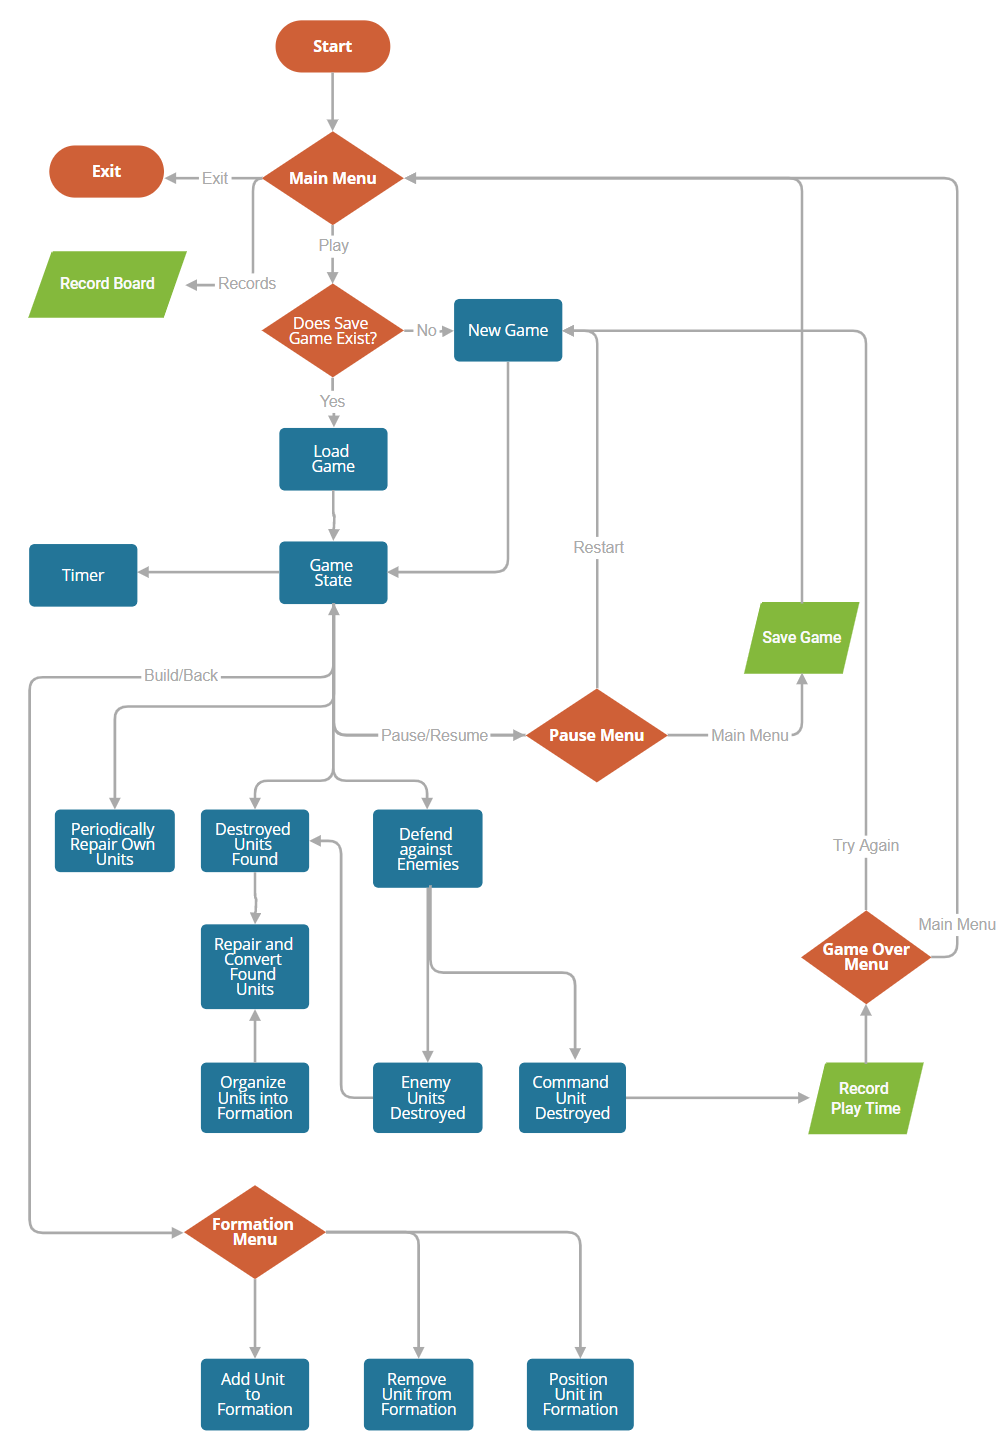 Start
Main Menu
Exit
Exit
Play
Record Board
Records
Does Save
Game Exist?
No
New Game
Yes
Load
Game
Restart
Game
State
Timer
Save Game
Build/Back
Pause/Resume
Pause Menu
Main Menu
Periodically
Repair Own
Units
Destroyed
Units
Found
Defend
against
Enemies
Try Again
Main Menu
Game Over
Menu
Repair and
Convert
Found
Units
Organize
Units into
Formation
Enemy
Units
Destroyed
Command
Unit
Destroyed
Record
Play Time
Formation
Menu
Add Unit
to
Formation
Remove
Unit from
Formation
Position
Unit in
Formation